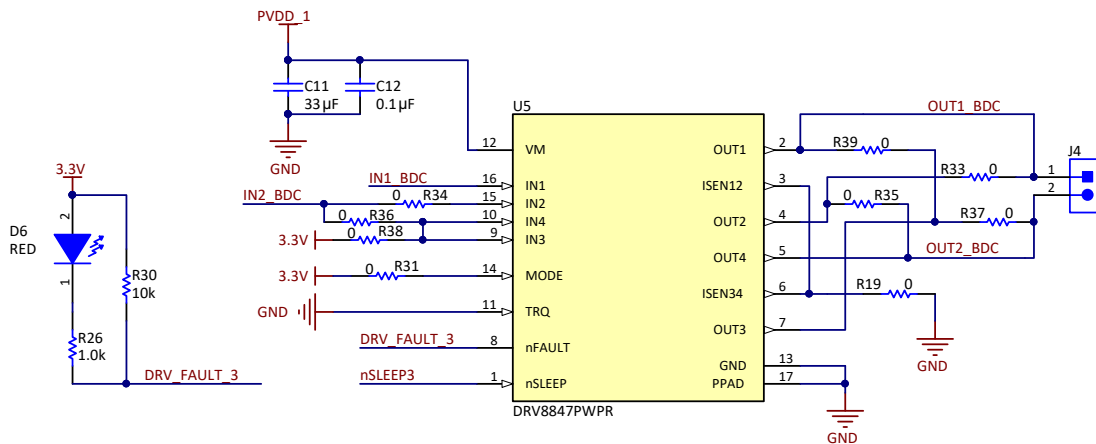 PVDD_1
C11
33µF
C12
0.1µF
GND
U5
OUT1_BDC
12
VM
OUT1
2
R39
0
J4
IN1_BDC
16
IN1
ISEN12
3
R33
0
1
IN2_BDC
R34
0
15
IN2
OUT2
4
0
R35
2
3.3V
R36
0
10
IN4
R37
0
3.3V
0
R38
9
IN3
OUT4
5
OUT2_BDC
D6
RED
2
1
R30
10k
3.3V
0
R31
14
MODE
ISEN34
6
R19
0
GND
11
TRQ
OUT3
7
R26
1.0k
DRV_FAULT_3
8
nFAULT
GND
13
GND
DRV_FAULT_3
nSLEEP3
1
nSLEEP
PPAD
17
DRV8847PWPR
GND